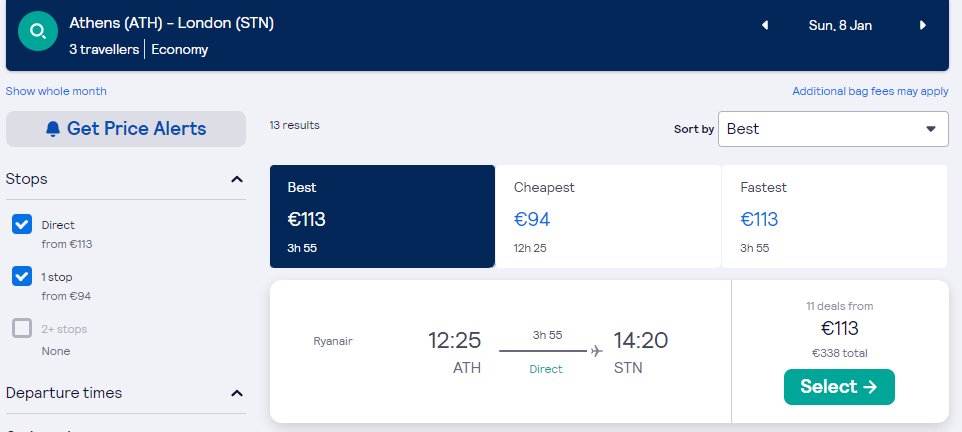 Athens (ATH) – London (STN)
3 travellers | Economy
Sun, 8 Jan
Show whole month
Additional bag fees may apply
Get Price Alerts
13 results
Sort by
Best
Stops
Direct
from €113
1 stop
from €94
2+ stops
None
Departure times
Best
€113
3h 55
Cheapest
€94
12h 25
Fastest
€113
3h 55
Ryanair
12:25
ATH
3h 55
Direct
14:20
STN
11 deals from
€113
€338 total
Select →